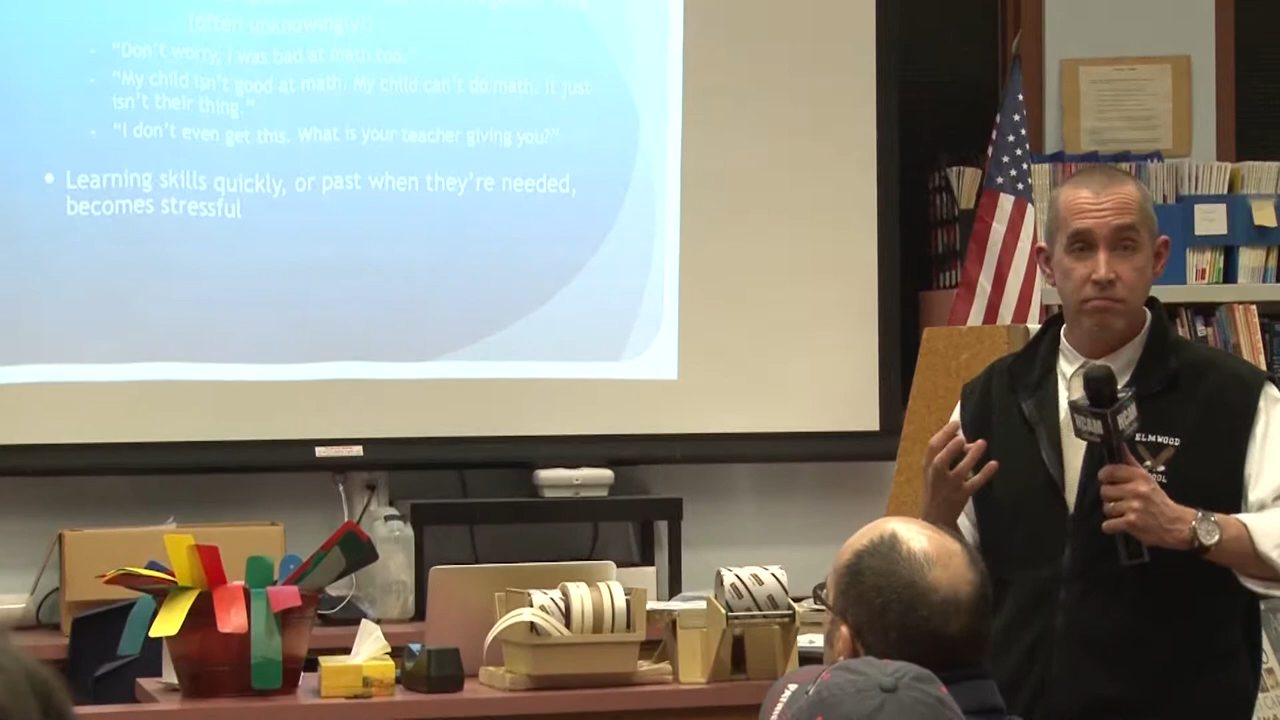 (often unknowingly!)
- "Don't worry, I was bad at math too."
- "My child isn't good at math. My child can't do math. It just
isn't their thing."
- "I don't even get this. What is your teacher giving you?"
• Learning skills quickly, or past when they're needed,
becomes stressful
HCAM
ELMWOOD